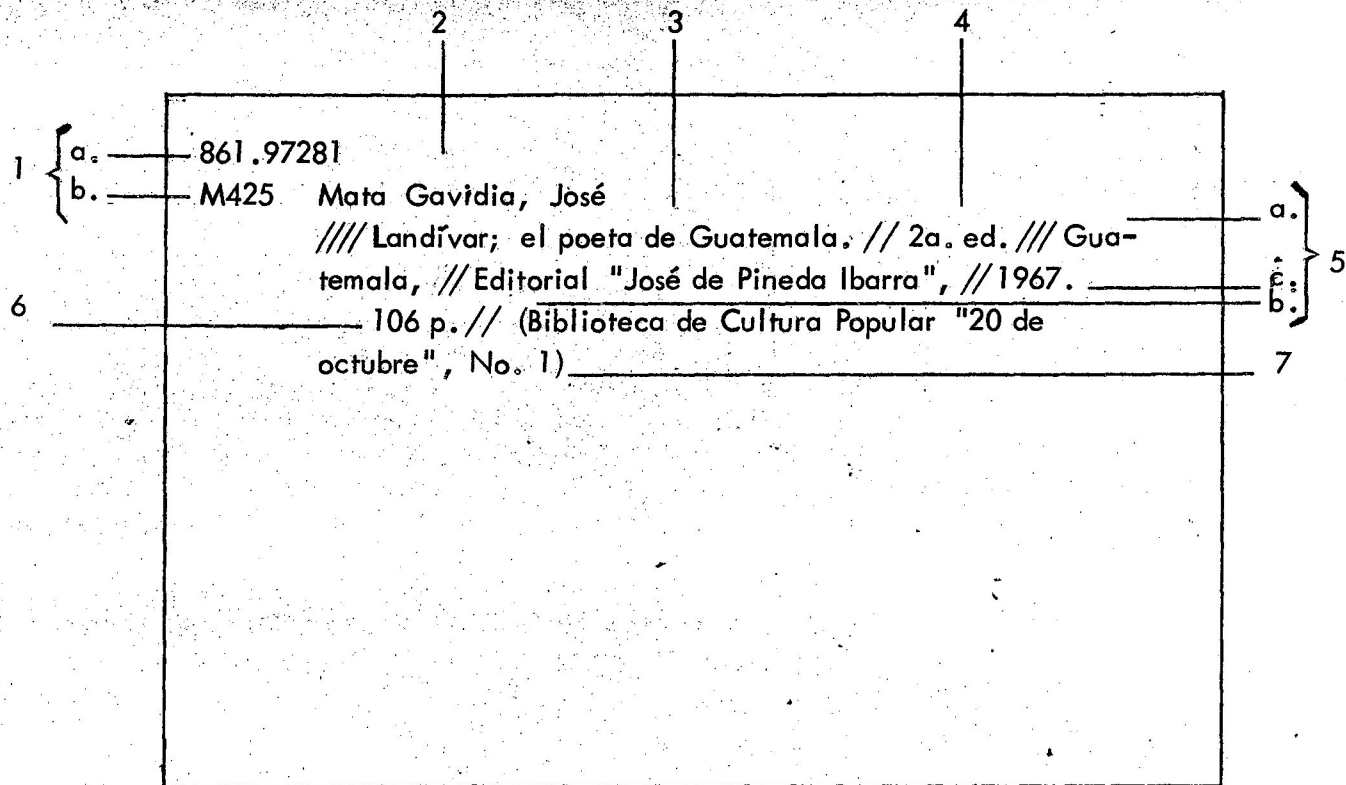 2 3 4
1 a. 861.97281
b. M425 Mata Gavidia, José
a.
//// Landívar; el poeta de Guatemala. // 2a. ed. /// Gua-
5
temala, // Editorial "José de Pineda Ibarra", // 1967. c.
b.
6 106 p. // (Biblioteca de Cultura Popular "20 de
octubre", No. 1) 7